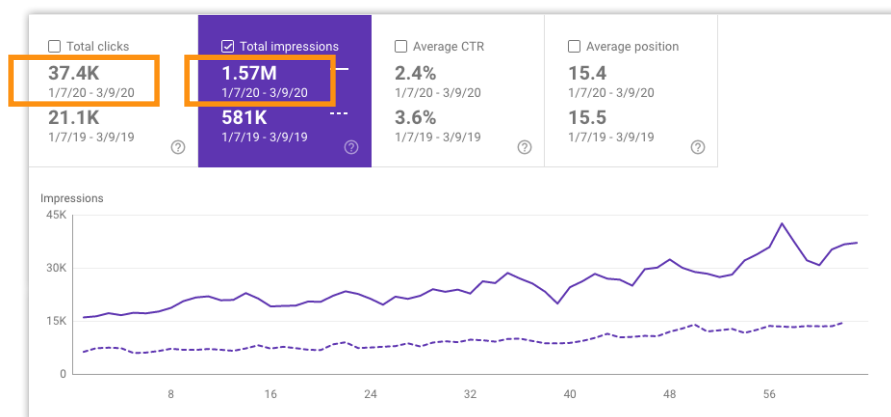 Total clicks
37.4K
1/7/20 - 3/9/20
21.1K
1/7/19 - 3/9/19
Total impressions
1.57M
1/7/20 - 3/9/20
581K
1/7/19 - 3/9/19
Average CTR
2.4%
1/7/20 - 3/9/20
3.6%
1/7/19 - 3/9/19
Average position
15.4
1/7/20 - 3/9/20
15.5
1/7/19 - 3/9/19
Impressions
45K
30K
15K
0
8 16 24 32 40 48 56